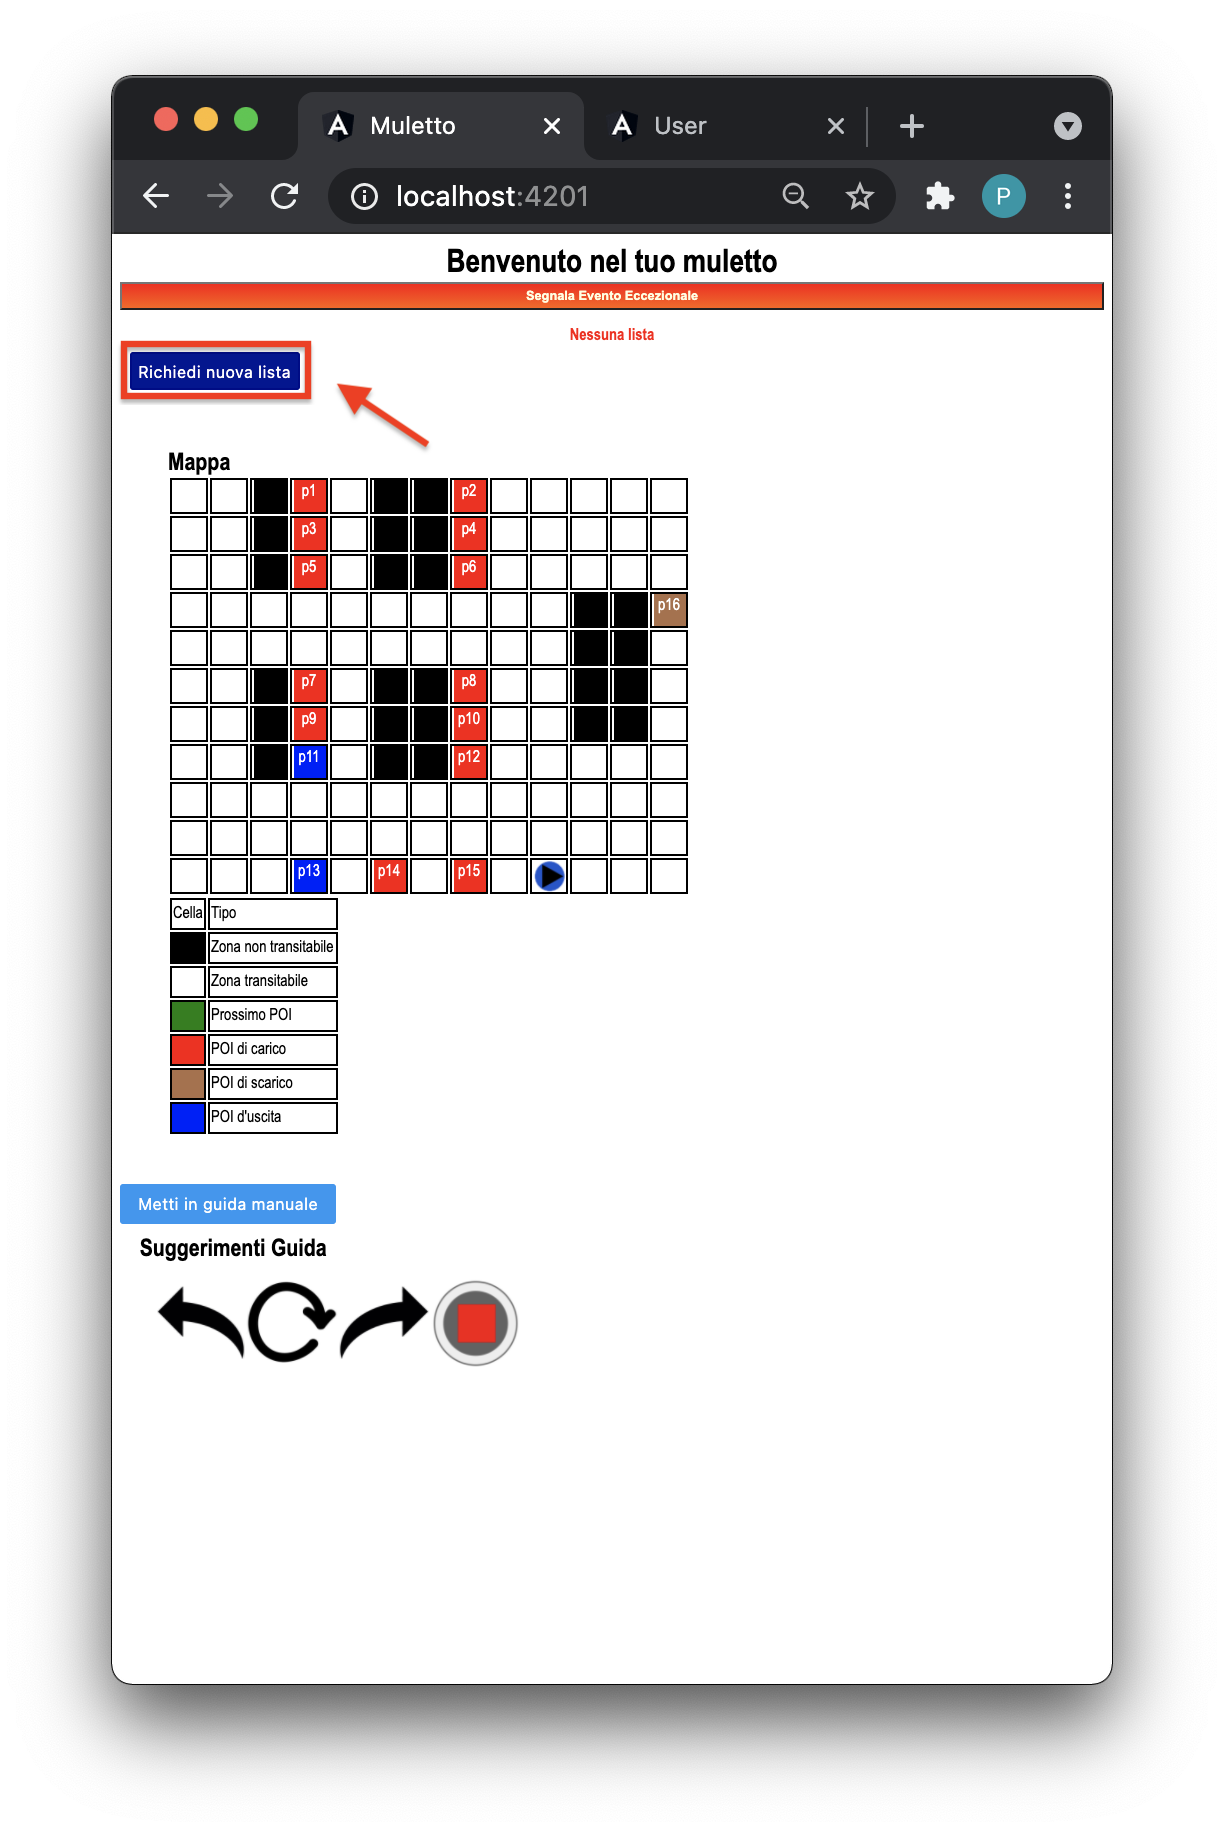 Muletto
User
localhost:4201
P
Benvenuto nel tuo muletto
Segnala Evento Eccezionale
Nessuna lista
Richiedi nuova lista
Mappa
p1 p2
p3 p4
p5 p6
p16
p7 p8
p9 p10
p11 p12
p13 p14 p15
Cella Tipo
Zona non transitabile
Zona transitabile
Prossimo POI
POI di carico
POI di scarico
POI d'uscita
Metti in guida manuale
Suggerimenti Guida